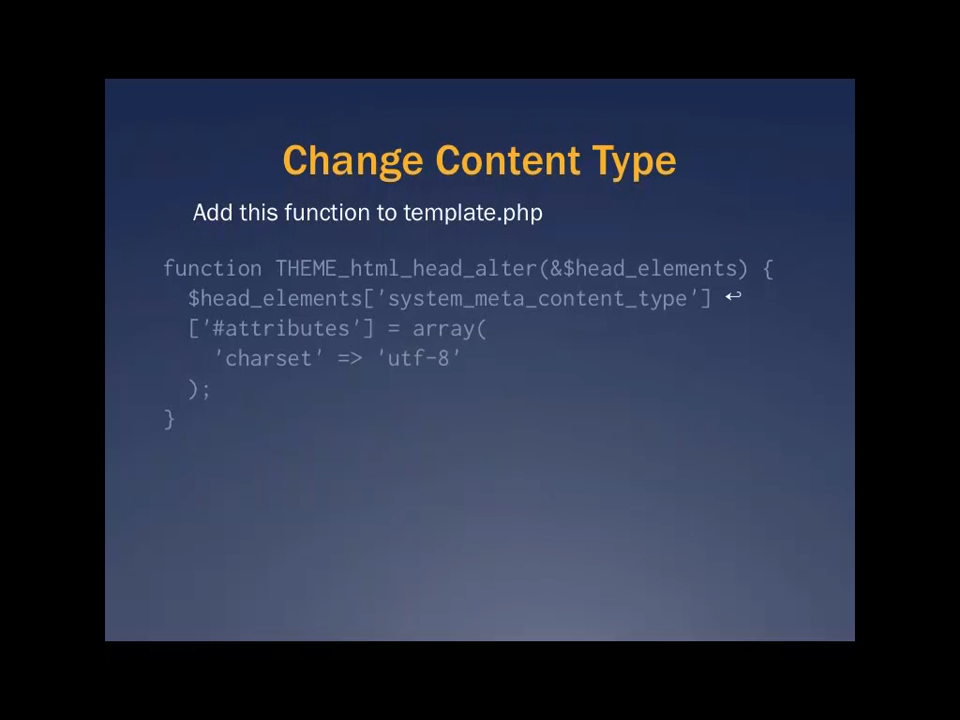 Change Content Type
Add this function to template.php
function THEME_html_head_alter(&$head_elements) {
$head_elements['system_meta_content_type'] ↩
['#attributes'] = array(
'charset' => 'utf-8'
);
}